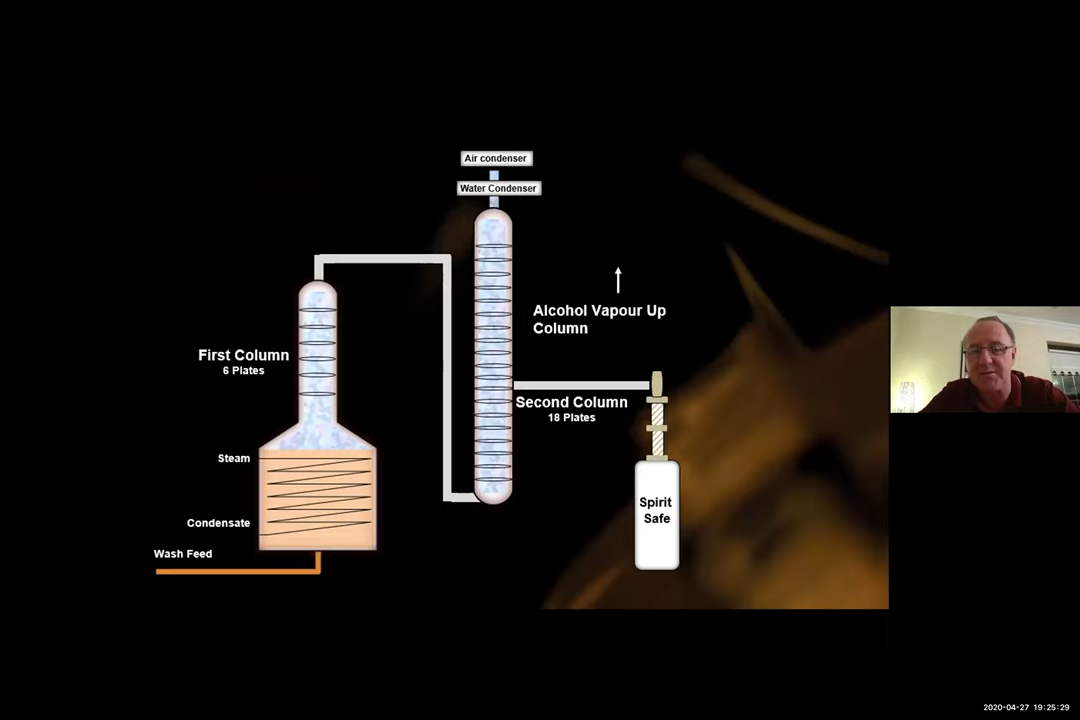 Air condenser
Water Condenser
Alcohol Vapour Up
Column
First Column
6 Plates
Second Column
18 Plates
Steam
Spirit
Safe
Condensate
Wash Feed
2020-04-27 19:25:29